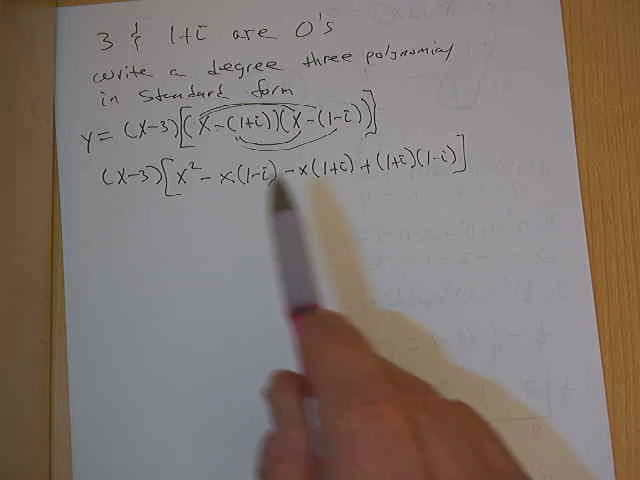 3 & 1+i are 0's
write a degree three polynomial
in standard form
y = (x-3)[(x-(1+i))(x-(1-i))]
(x-3)[x² - x(1-i) - x(1+i) + (1+i)(1-i)]